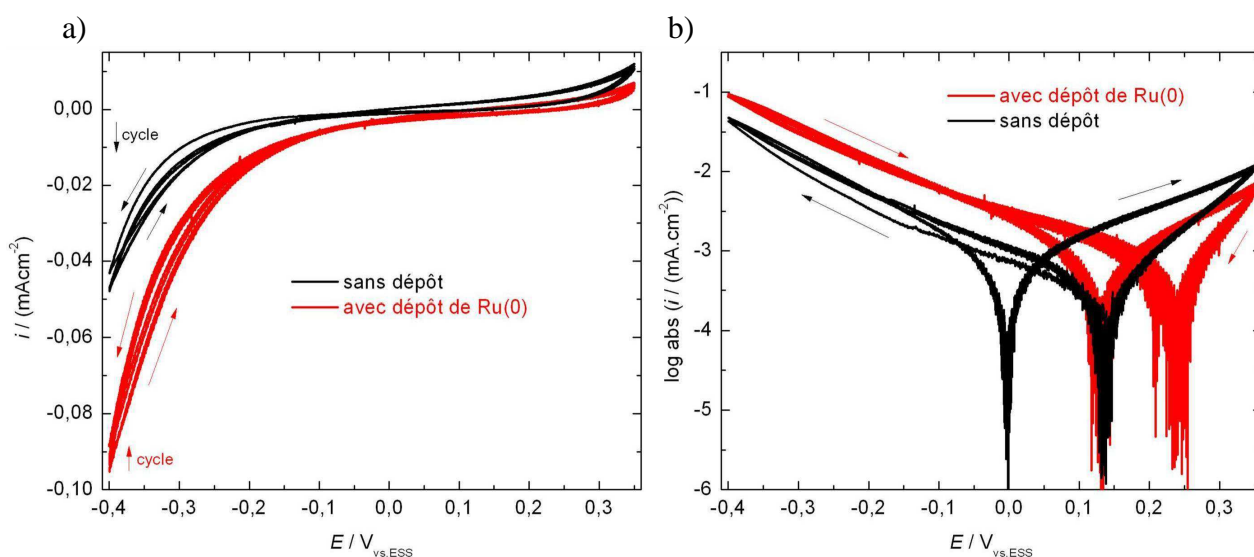 a)
0,00
-0,02
-0,04
-0,06
-0,08
-0,10
i / (mAcm-2)
cycle
sans dépôt
avec dépôt de Ru(0)
cycle
-0,4 -0,3 -0,2 -0,1 0,0 0,1 0,2 0,3
E / Vvs.ESS
b)
-1
-2
-3
-4
-5
-6
log abs (i / (mA.cm-2)
avec dépôt de Ru(0)
sans dépôt
-0,4 -0,3 -0,2 -0,1 0,0 0,1 0,2 0,3
E / Vvs.ESS